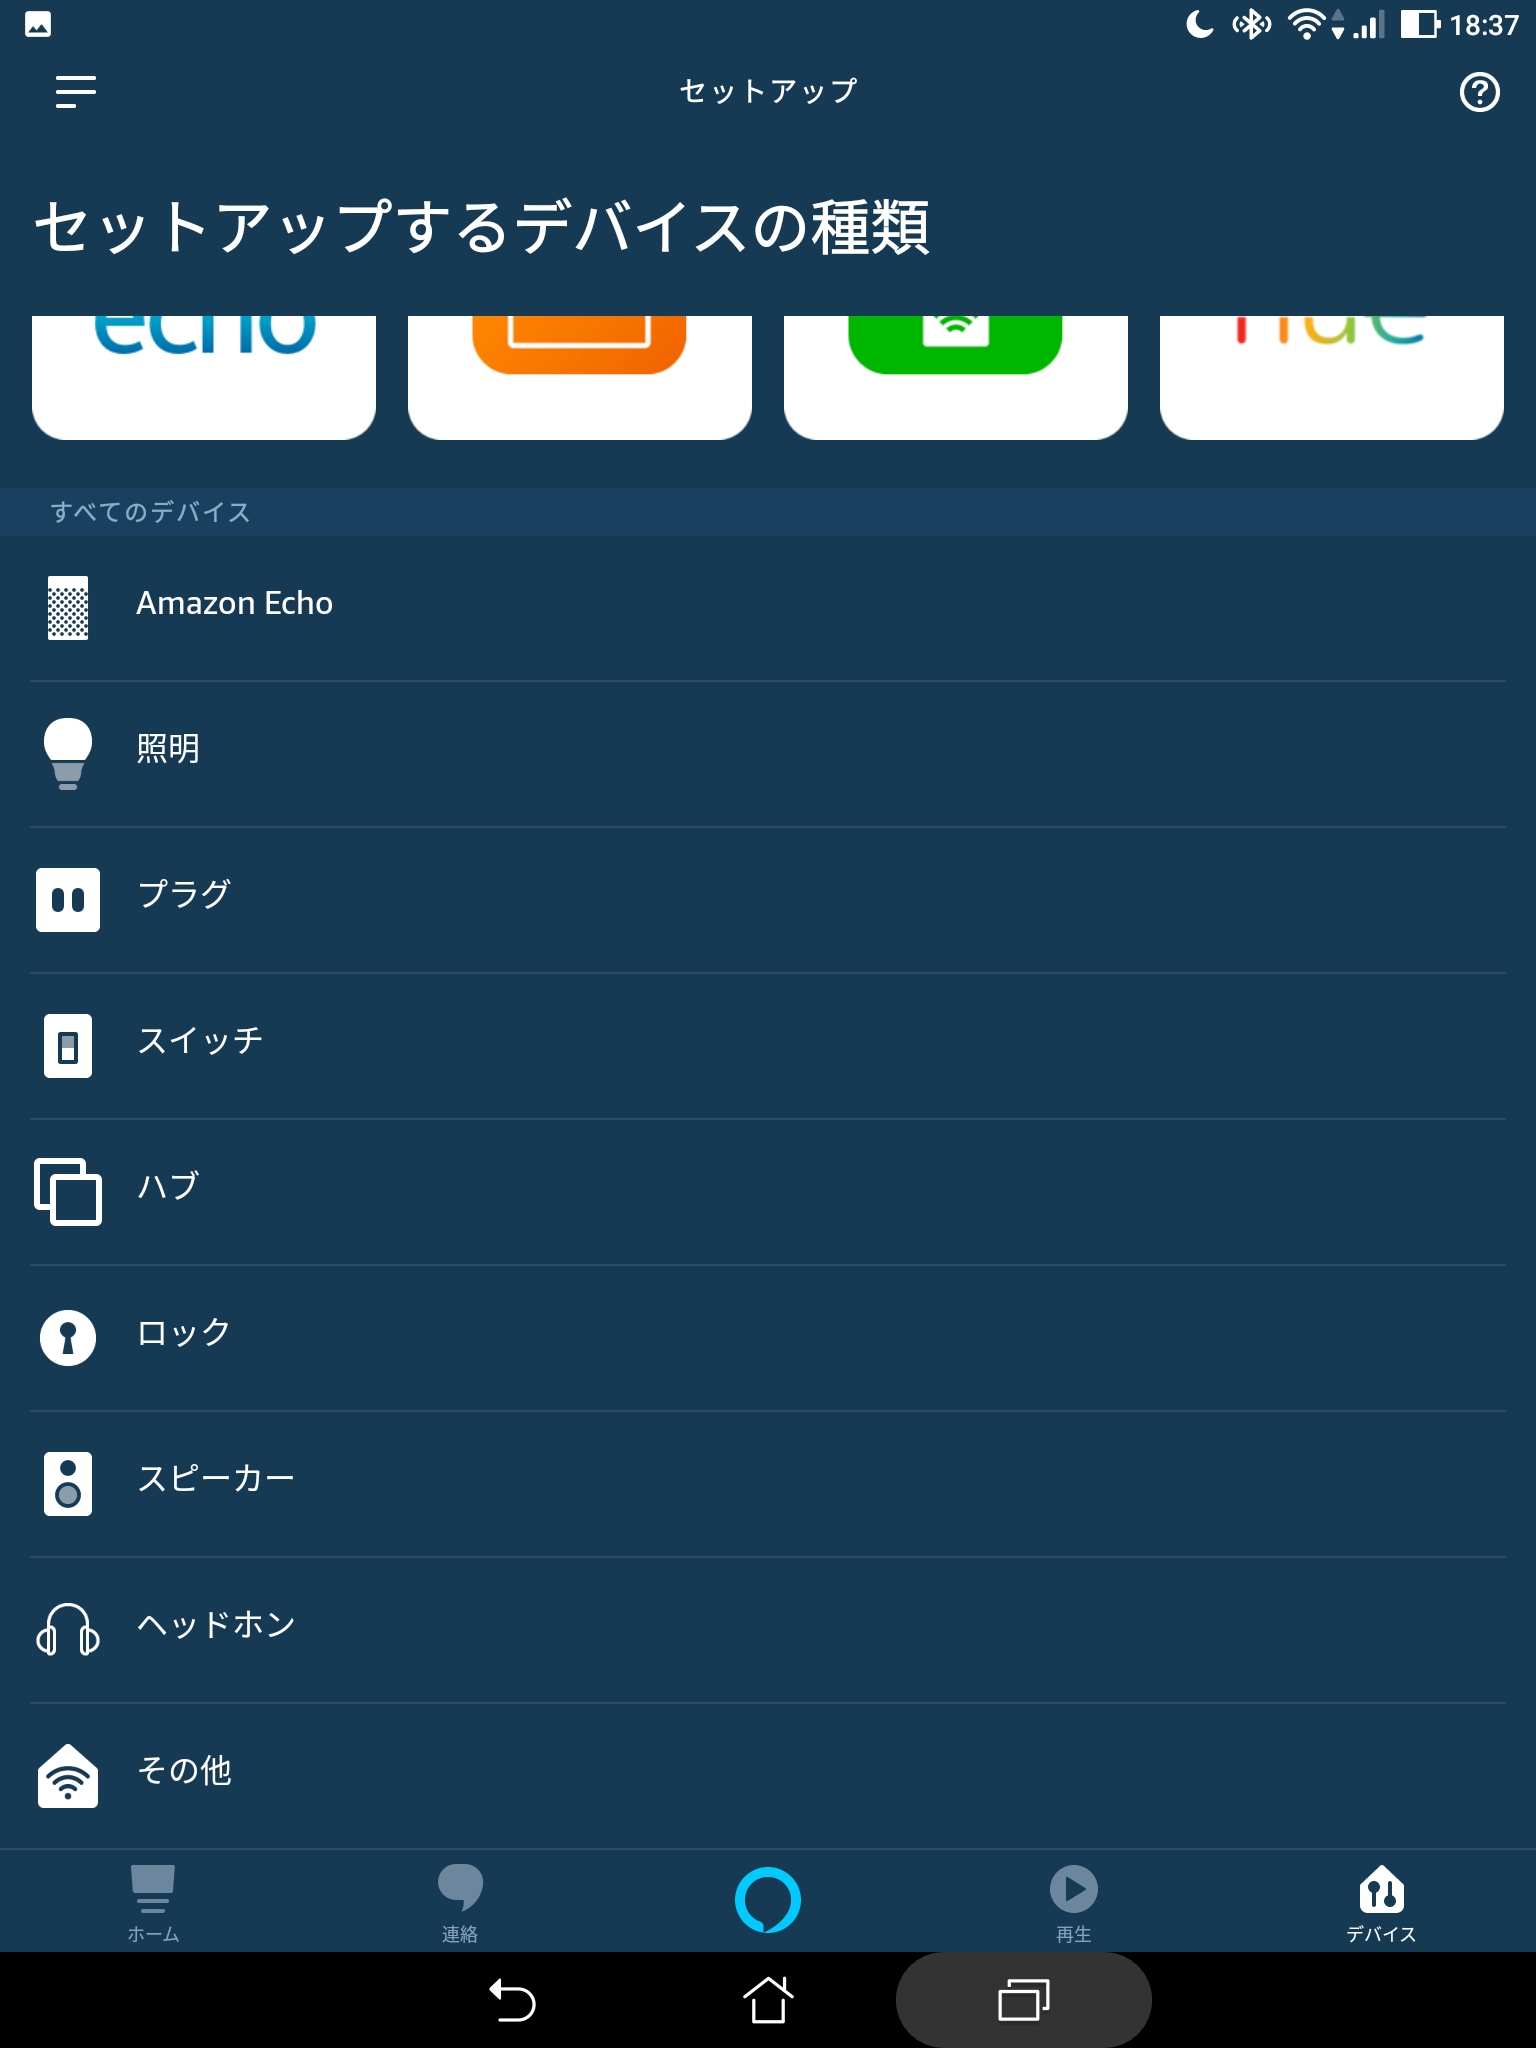 18:37
セットアップ
セットアップするデバイスの種類
echo
hue
すべてのデバイス
Amazon Echo
照明
プラグ
スイッチ
ハブ
ロック
スピーカー
ヘッドホン
その他
ホーム
連絡
再生
デバイス